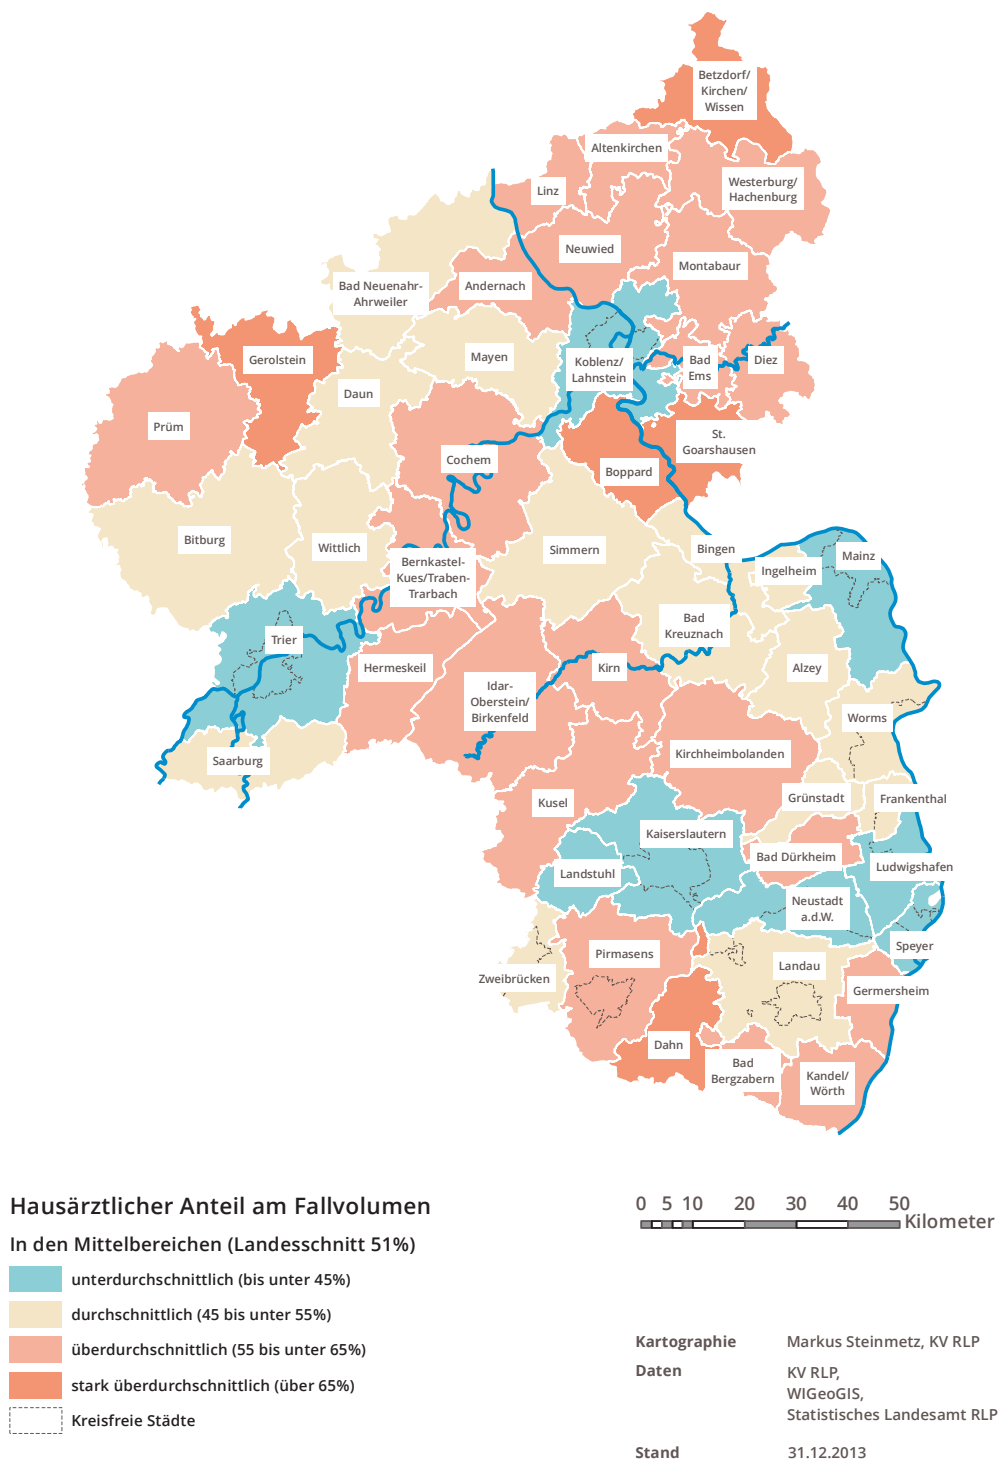 Betzdorf/
Kirchen/
Wissen
Altenkirchen
Linz
Westerburg/
Hachenburg
Neuwied
Montabaur
Bad Neuenahr-
Ahrweiler
Andernach
Gerolstein
Mayen
Koblenz/
Lahnstein
Bad
Ems
Diez
Daun
Prüm
St.
Goarshausen
Cochem
Boppard
Bitburg
Wittlich
Simmern
Bingen
Mainz
Ingelheim
Bernkastel-
Kues/Traben-
Trarbach
Bad
Kreuznach
Trier
Hermeskeil
Kirn
Alzey
Idar-
Oberstein/
Birkenfeld
Worms
Saarburg
Kirchheimbolanden
Kusel
Grünstadt
Frankenthal
Kaiserslautern
Bad Dürkheim
Ludwigshafen
Landstuhl
Neustadt
a.d.W.
Speyer
Pirmasens
Zweibrücken
Landau
Germersheim
Dahn
Bad
Bergzabern
Kandel/
Wörth
Hausärztlicher Anteil am Fallvolumen
In den Mittelbereichen (Landesschnitt 51%)
unterdurchschnittlich (bis unter 45%)
durchschnittlich (45 bis unter 55%)
überdurchschnittlich (55 bis unter 65%)
stark überdurchschnittlich (über 65%)
Kreisfreie Städte
0 5 10 20 30 40 50
Kilometer
Kartographie Markus Steinmetz, KV RLP
Daten KV RLP,
WIGeoGIS,
Statistisches Landesamt RLP
Stand 31.12.2013